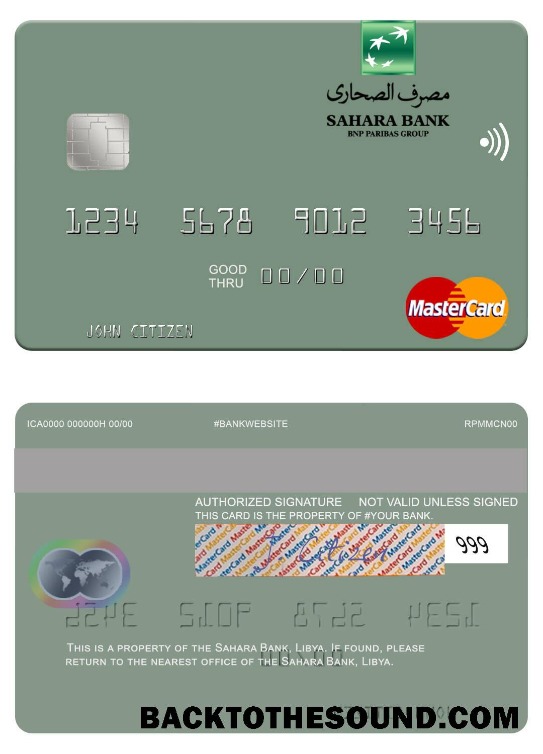 مصرف الصحارى
SAHARA BANK
BNP PARIBAS GROUP
1234 5678 9012 3456
GOOD THRU 00/00
MasterCard
JOHN CITIZEN
ICA0000 000000H 00/00 #BANKWEBSITE RPMMCN00
AUTHORIZED SIGNATURE NOT VALID UNLESS SIGNED
THIS CARD IS THE PROPERTY OF #YOUR BANK.
MasterCard
999
THIS IS A PROPERTY OF THE SAHARA BANK, LIBYA. IF FOUND, PLEASE
RETURN TO THE NEAREST OFFICE OF THE SAHARA BANK, LIBYA.
BACKTOTHESOUND.COM